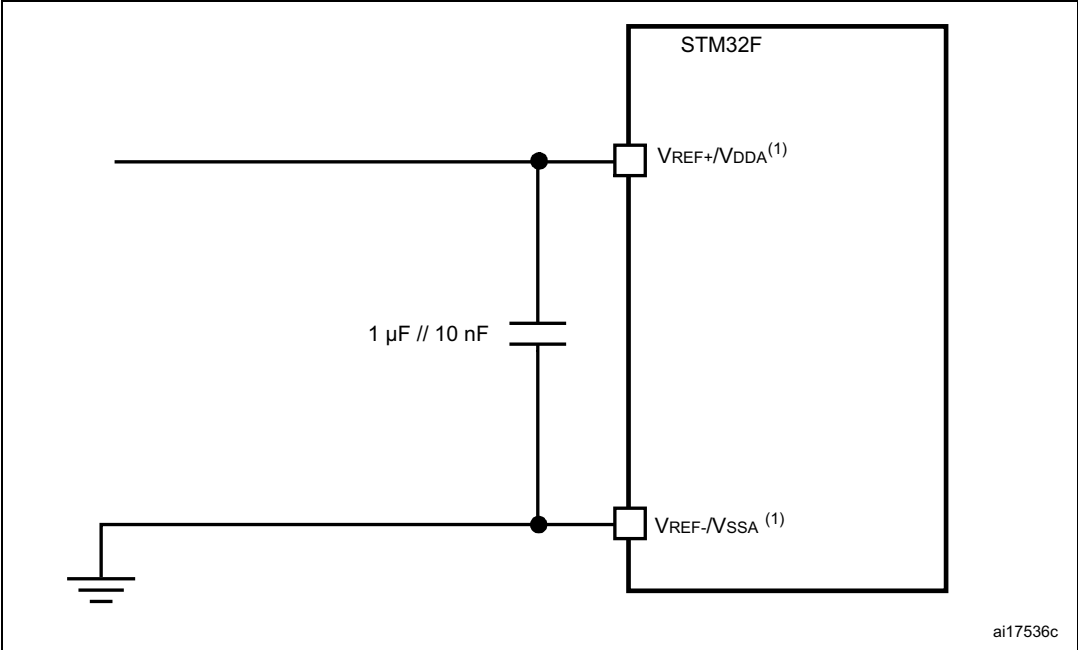 STM32F
VREF+/VDDA(1)
1 µF // 10 nF
VREF-/VSSA (1)
ai17536c